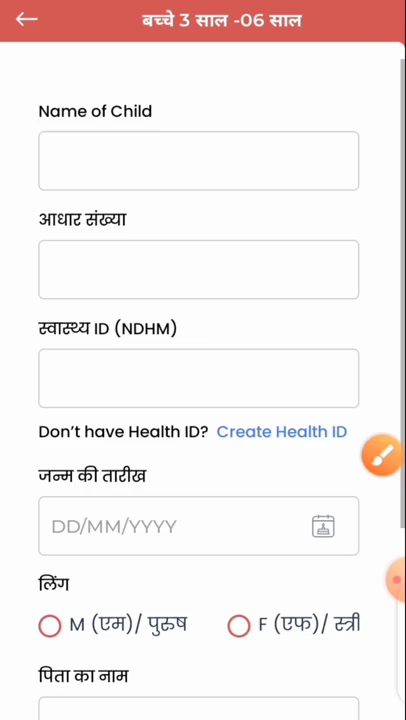 बच्चे 3 साल -06 साल
Name of Child
आधार संख्या
स्वास्थ्य ID (NDHM)
Don't have Health ID? Create Health ID
जन्म की तारीख
DD/MM/YYYY
लिंग
M (एम)/ पुरुष F (एफ)/ स्त्री
पिता का नाम